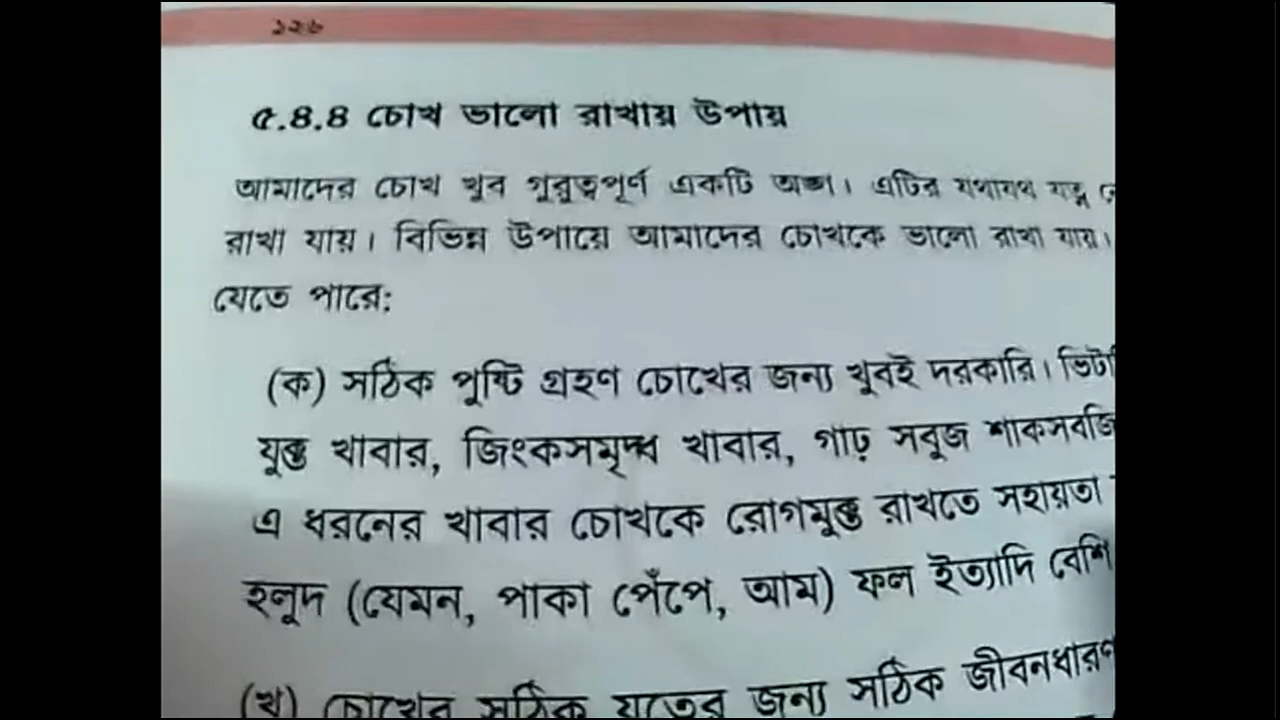 ১২৬
৫.৪.৪ চোখ ভালো রাখায় উপায়
আমাদের চোখ খুব গুরুত্বপূর্ণ একটি অঙ্গ। এটির যথাযথ যত্ন
রাখা যায়। বিভিন্ন উপায়ে আমাদের চোখকে ভালো রাখা যায়।
যেতে পারে:
(ক) সঠিক পুষ্টি গ্রহণ চোখের জন্য খুবই দরকারি। ভিটা
যুক্ত খাবার, জিংকসমৃদ্ধ খাবার, গাঢ় সবুজ শাকসবজি
এ ধরনের খাবার চোখকে রোগমুক্ত রাখতে সহায়তা
হলুদ (যেমন, পাকা পেঁপে, আম) ফল ইত্যাদি বেশি
(খ) চোখের সঠিক যত্নের জন্য সঠিক জীবনধারণ